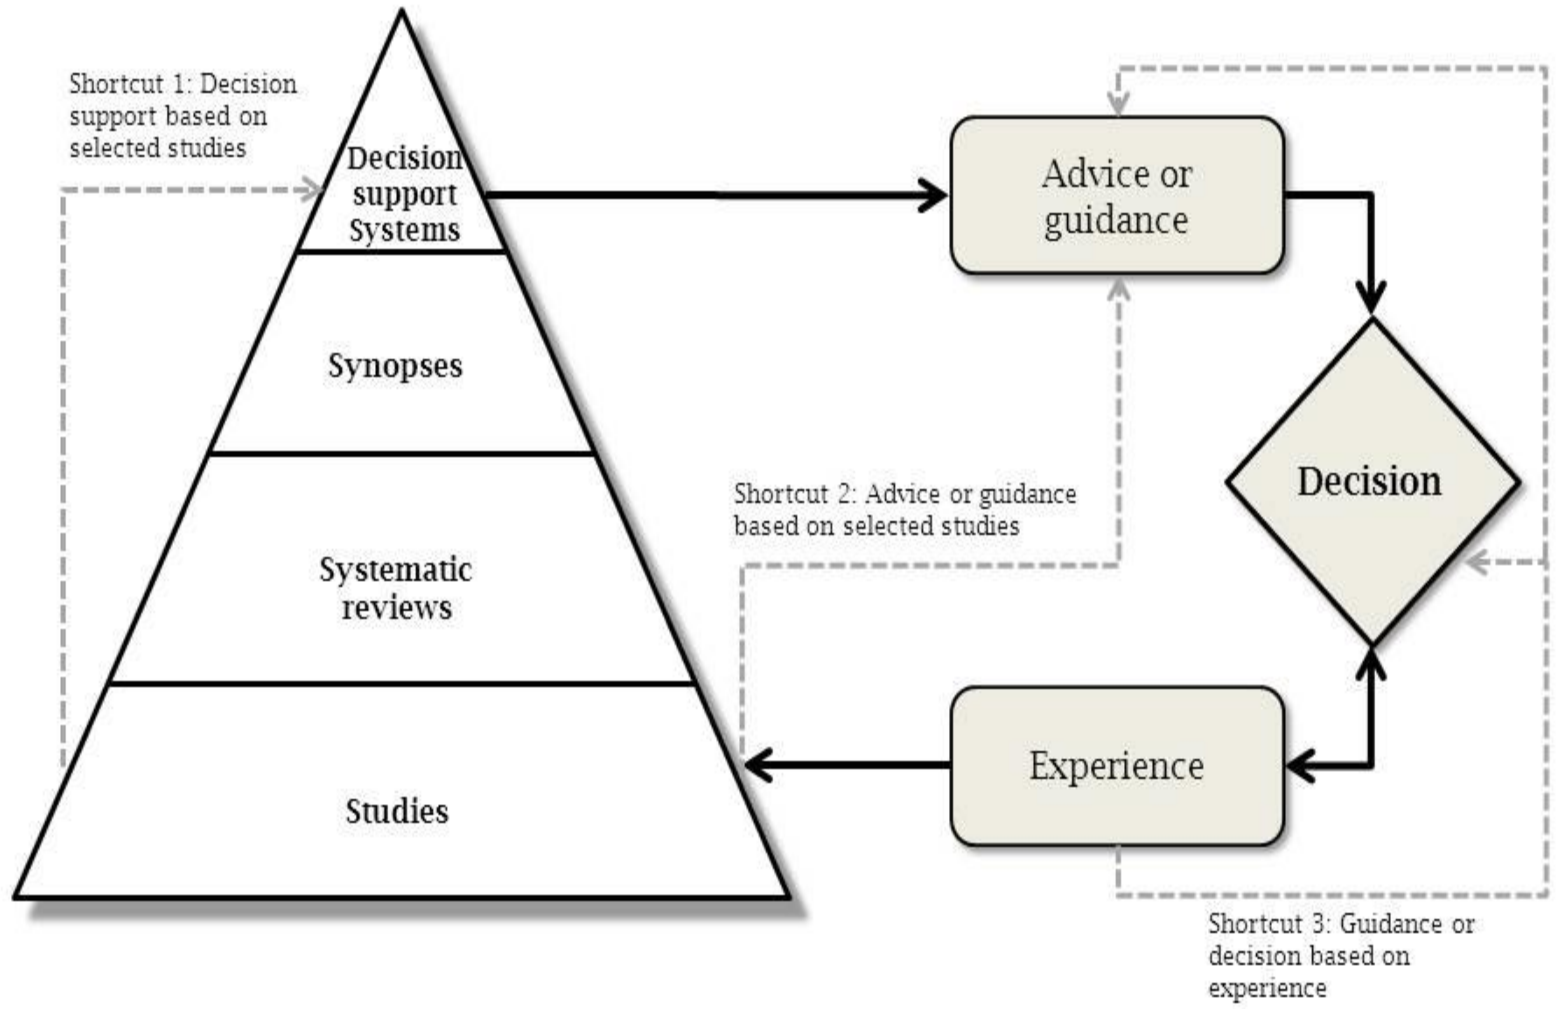 Shortcut 1: Decision
support based on
selected studies
Decision
support
Systems
Synopses
Systematic
reviews
Studies
Advice or
guidance
Decision
Shortcut 2: Advice or guidance
based on selected studies
Experience
Shortcut 3: Guidance or
decision based on
experience